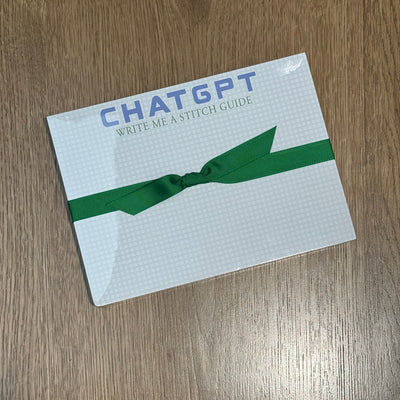 CHATGPT
WRITE ME A STITCH GUIDE